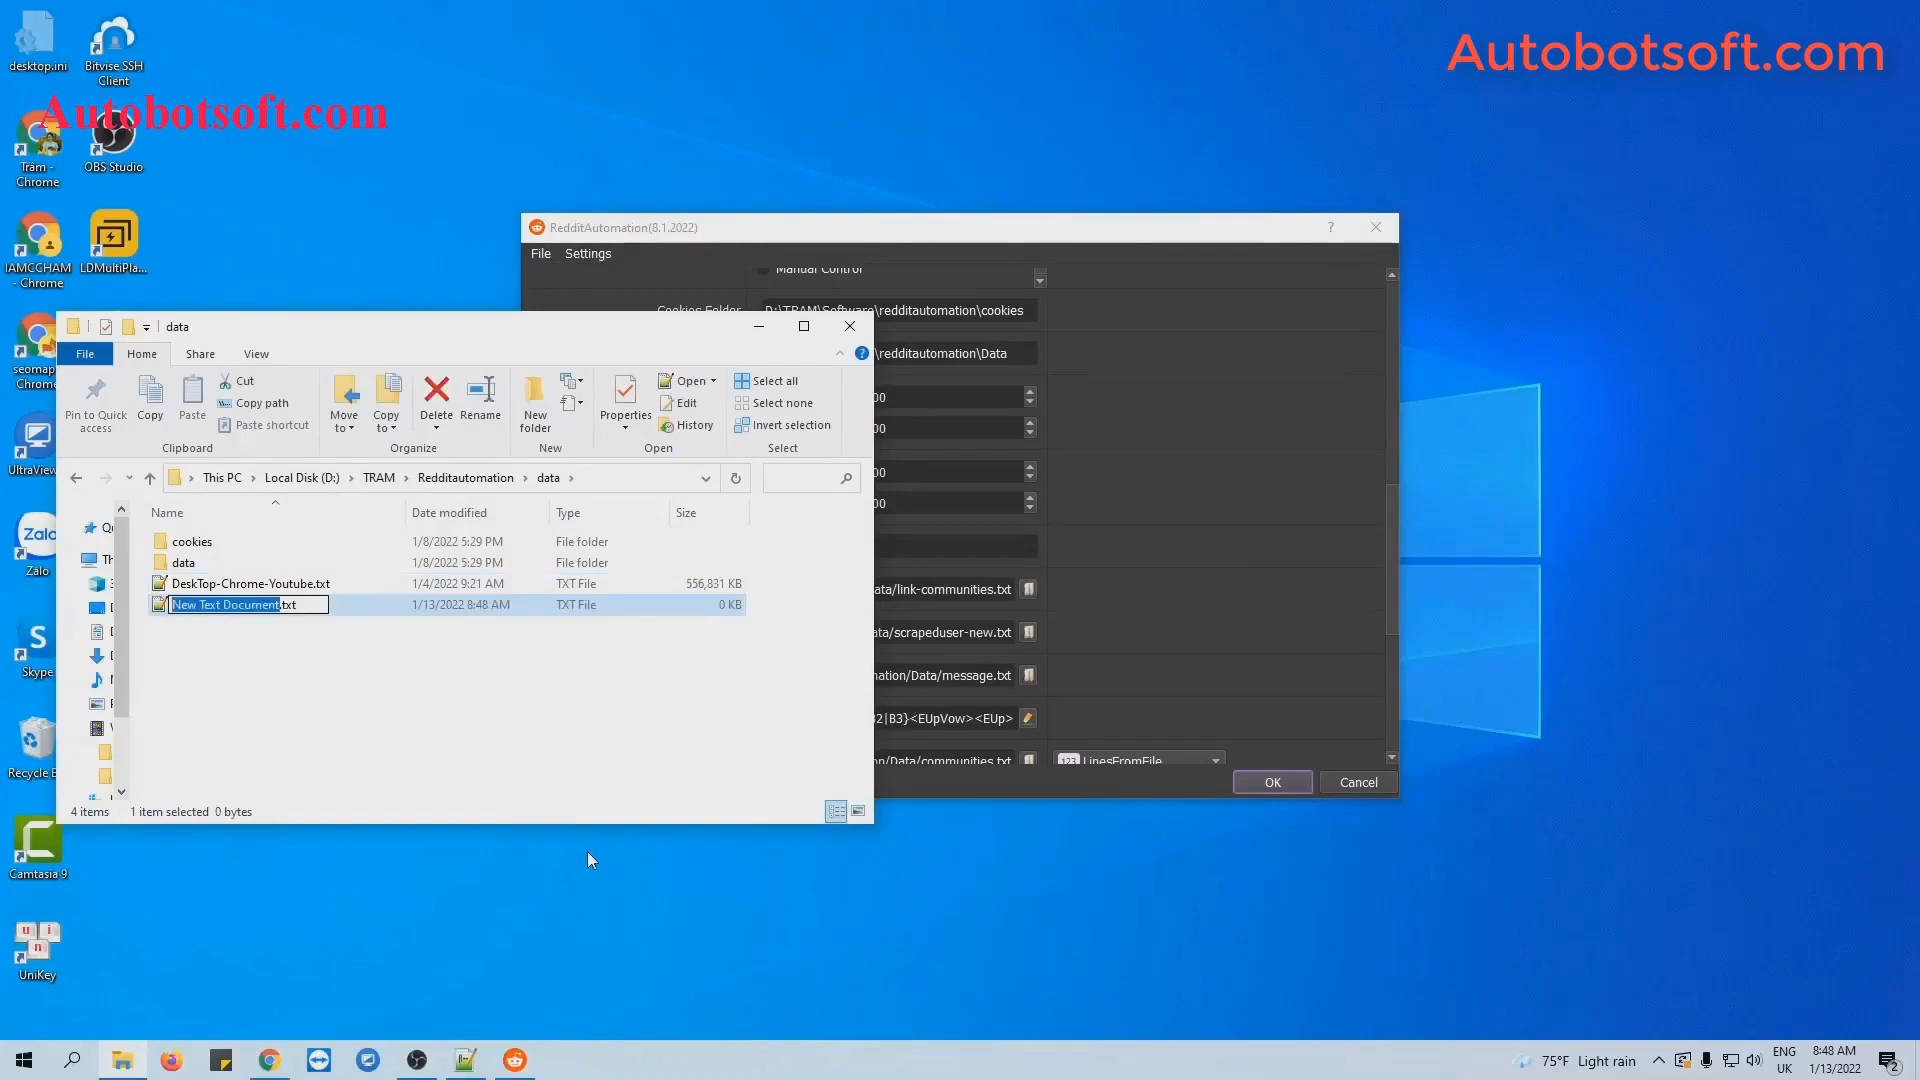 desktop.ini
Bitvise SSH
Client
Autobotsoft.com
Autobotsoft.com
Trâm -
Chrome
OBS Studio
IAMCCHAM
- Chrome
LDMultiPla...
Chrome
UltraView
Zalo
Zalo
Skype
Recycle B
Camtasia 9
UniKey
RedditAutomation(8.1.2022)
File Settings
Manual Control
Cookies Folder
D:\TRAM\Software\redditautomation\cookies
\redditautomation\Data
00
00
00
00
ata/link-communities.txt
ata/scrapeduser-new.txt
nation/Data/message.txt
32|B3}<EUpVow><EUp>
on/Data/communities.txt
123 LinesFromFile
OK Cancel
data
File Home Share View
Pin to Quick
access
Copy
Paste
Cut
Copy path
Paste shortcut
Move
to
Copy
to
Delete
Rename
New
folder
Properties
Open
Edit
History
Select all
Select none
Invert selection
Clipboard Organize New Open Select
This PC > Local Disk (D:) > TRAM > Redditautomation > data >
Name Date modified Type Size
cookies 1/8/2022 5:29 PM File folder
data 1/8/2022 5:29 PM File folder
DeskTop-Chrome-Youtube.txt 1/4/2022 9:21 AM TXT File 556,831 KB
New Text Document.txt 1/13/2022 8:48 AM TXT File 0 KB
4 items 1 item selected 0 bytes
75°F Light rain
ENG
UK
8:48 AM
1/13/2022
2